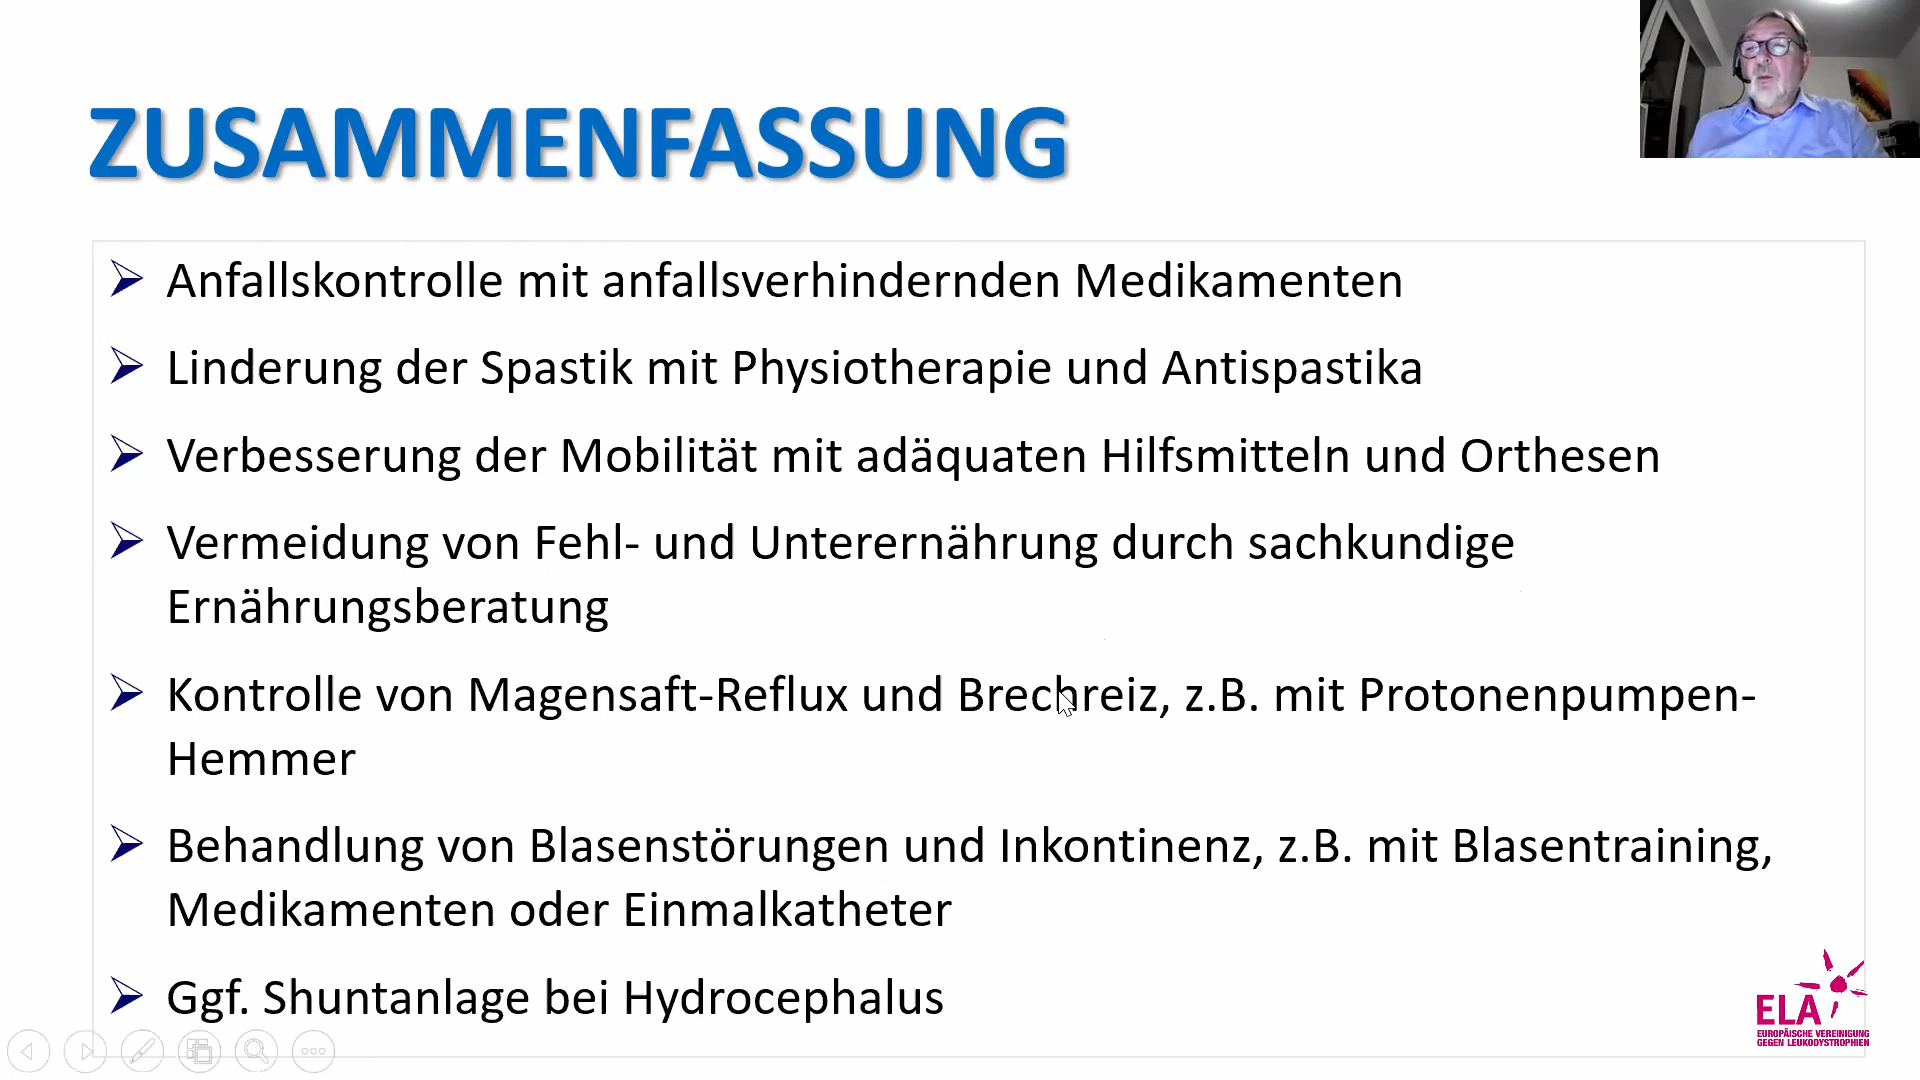 ZUSAMMENFASSUNG
Anfallskontrolle mit anfallsverhindernden Medikamenten
Linderung der Spastik mit Physiotherapie und Antispastika
Verbesserung der Mobilität mit adäquaten Hilfsmitteln und Orthesen
Vermeidung von Fehl- und Unterernährung durch sachkundige
Ernährungsberatung
Kontrolle von Magensaft-Reflux und Brechreiz, z.B. mit Protonenpumpen-
Hemmer
Behandlung von Blasenstörungen und Inkontinenz, z.B. mit Blasentraining,
Medikamenten oder Einmalkatheter
Ggf. Shuntanlage bei Hydrocephalus
ELA
EUROPÄISCHE VEREINIGUNG
GEGEN LEUKODYSTROPHIEN